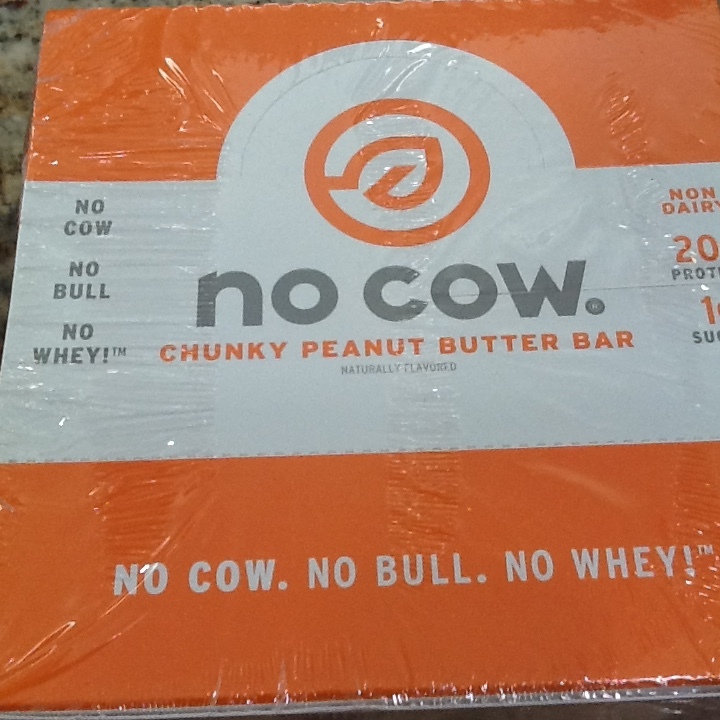 NO
COW
NO
BULL
NO
WHEY!™
no cow.®
CHUNKY PEANUT BUTTER BAR
NATURALLY FLAVORED
NON
DAIRY
20
NO COW. NO BULL. NO WHEY!™